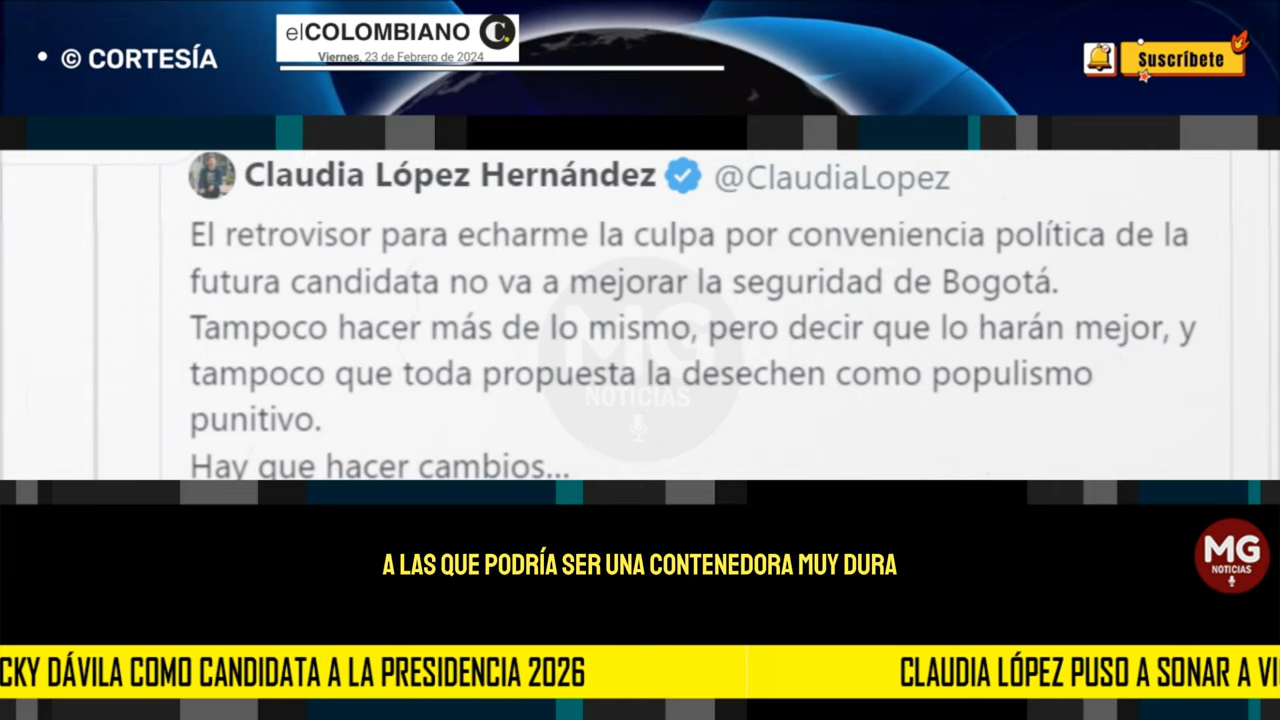 • © CORTESÍA
elCOLOMBIANO C.
Viernes, 23 de Febrero de 2024
Suscríbete
Claudia López Hernández @ClaudiaLopez
El retrovisor para echarme la culpa por conveniencia política de la
futura candidata no va a mejorar la seguridad de Bogotá.
Tampoco hacer más de lo mismo, pero decir que lo harán mejor, y
tampoco que toda propuesta la desechen como populismo
punitivo.
Hay que hacer cambios...
MG
NOTICIAS
A LAS QUE PODRÍA SER UNA CONTENEDORA MUY DURA
MG
NOTICIAS
CKY DÁVILA COMO CANDIDATA A LA PRESIDENCIA 2026
CLAUDIA LÓPEZ PUSO A SONAR A VI